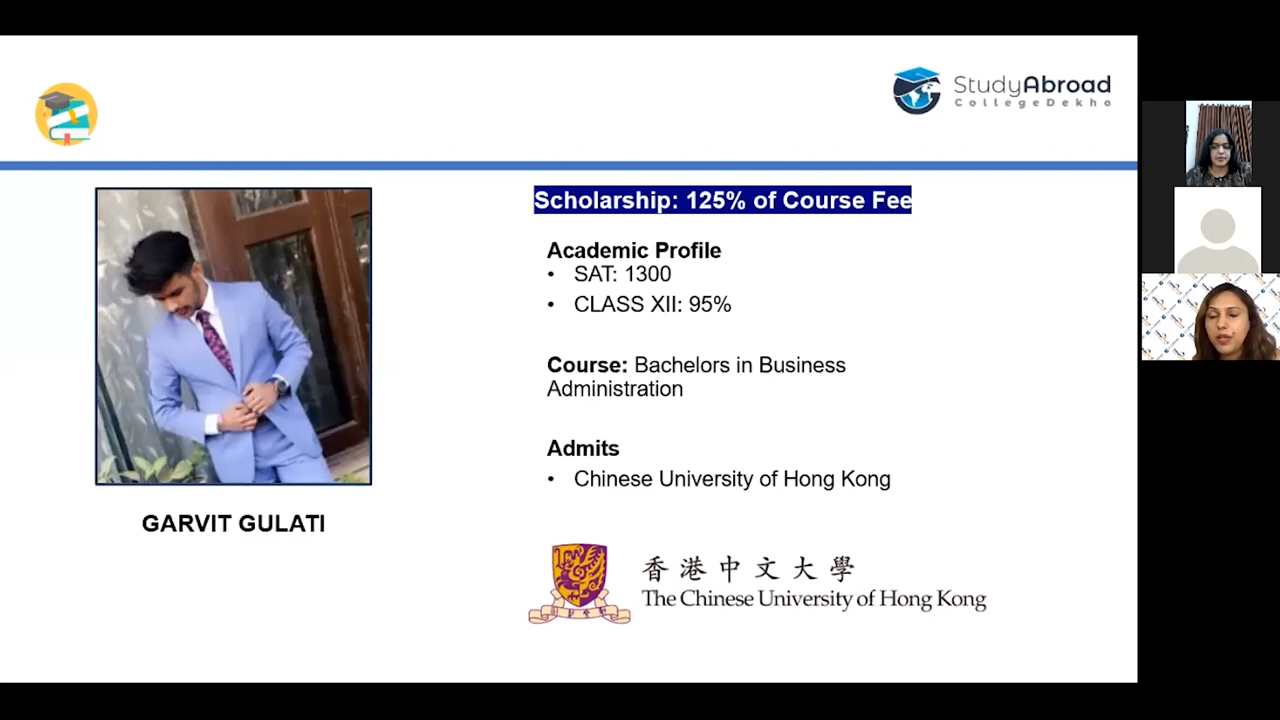 StudyAbroad
CollegeDekho
Scholarship: 125% of Course Fee
Academic Profile
• SAT: 1300
• CLASS XII: 95%
Course: Bachelors in Business
Administration
Admits
• Chinese University of Hong Kong
GARVIT GULATI
香港中文大學
The Chinese University of Hong Kong